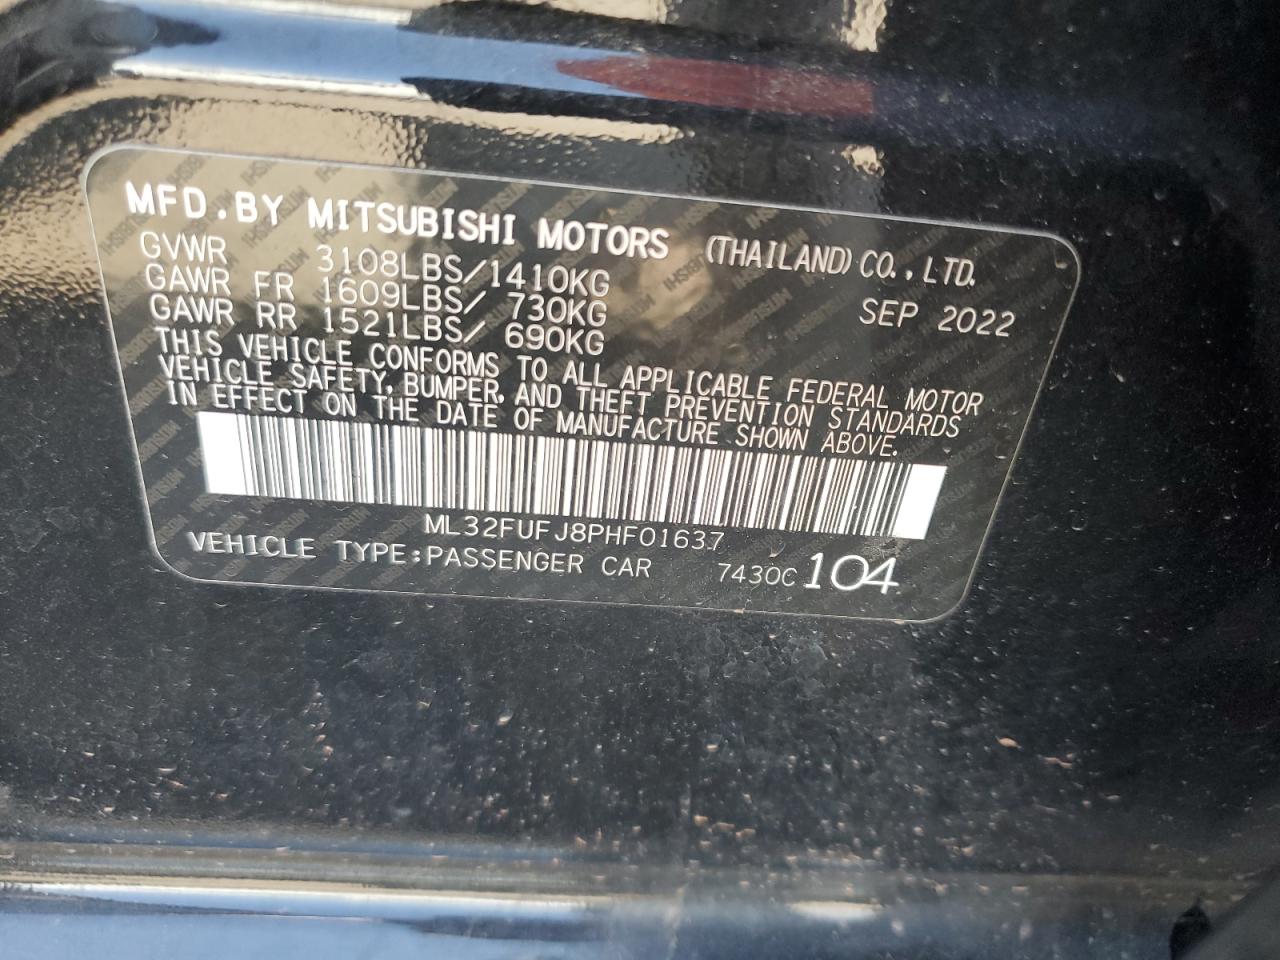 MFD.BY MITSUBISHI MOTORS (THAILAND) CO.,LTD.
GVWR 3108LBS/1410KG
GAWR FR 1609LBS/ 730KG SEP 2022
GAWR RR 1521LBS/ 690KG
THIS VEHICLE CONFORMS TO ALL APPLICABLE FEDERAL MOTOR
VEHICLE SAFETY, BUMPER, AND THEFT PREVENTION STANDARDS
IN EFFECT ON THE DATE OF MANUFACTURE SHOWN ABOVE.
ML32FUFJ8PHF01637
VEHICLE TYPE:PASSENGER CAR 7430C 104